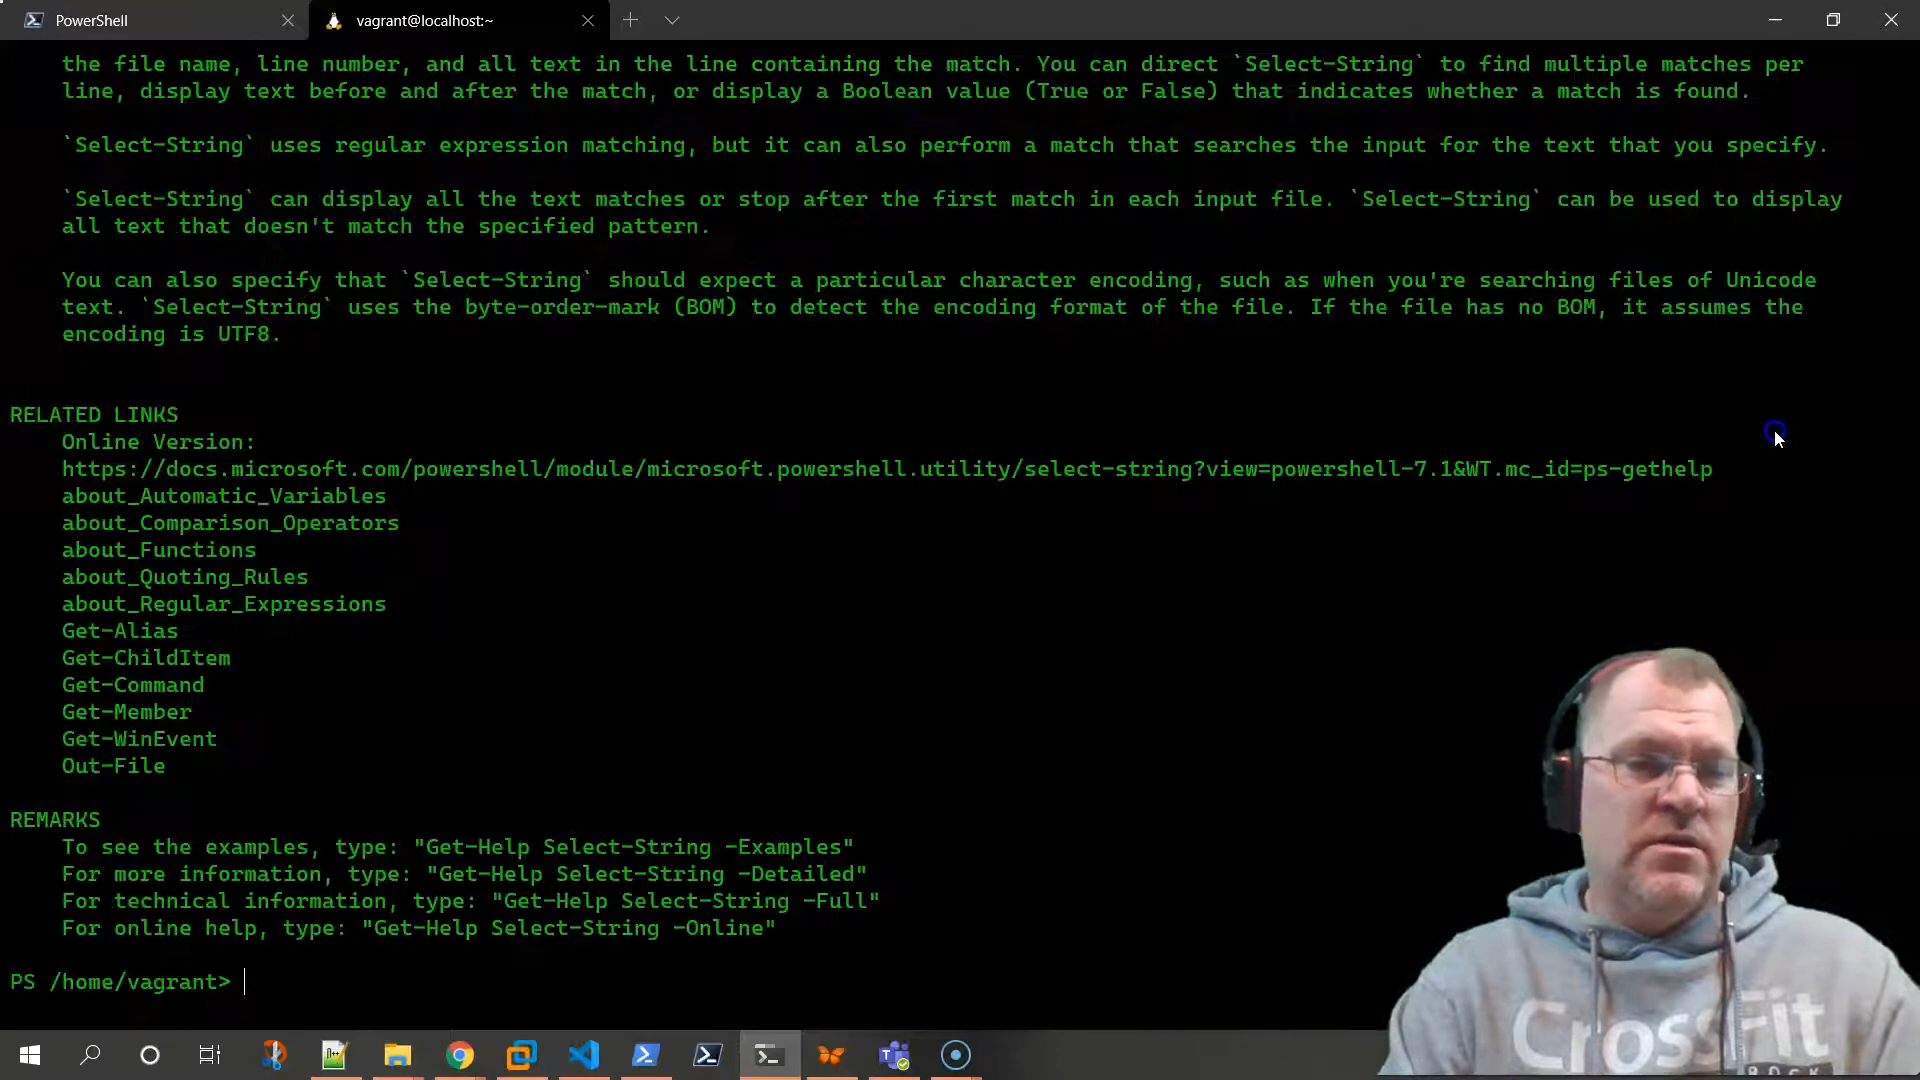 PowerShell
vagrant@localhost:~
the file name, line number, and all text in the line containing the match. You can direct `Select-String` to find multiple matches per
line, display text before and after the match, or display a Boolean value (True or False) that indicates whether a match is found.
`Select-String` uses regular expression matching, but it can also perform a match that searches the input for the text that you specify.
`Select-String` can display all the text matches or stop after the first match in each input file. `Select-String` can be used to display
all text that doesn't match the specified pattern.
You can also specify that `Select-String` should expect a particular character encoding, such as when you're searching files of Unicode
text. `Select-String` uses the byte-order-mark (BOM) to detect the encoding format of the file. If the file has no BOM, it assumes the
encoding is UTF8.
RELATED LINKS
Online Version:
https://docs.microsoft.com/powershell/module/microsoft.powershell.utility/select-string?view=powershell-7.1&WT.mc_id=ps-gethelp
about_Automatic_Variables
about_Comparison_Operators
about_Functions
about_Quoting_Rules
about_Regular_Expressions
Get-Alias
Get-ChildItem
Get-Command
Get-Member
Get-WinEvent
Out-File
REMARKS
To see the examples, type: "Get-Help Select-String -Examples"
For more information, type: "Get-Help Select-String -Detailed"
For technical information, type: "Get-Help Select-String -Full"
For online help, type: "Get-Help Select-String -Online"
PS /home/vagrant>
CrossFit